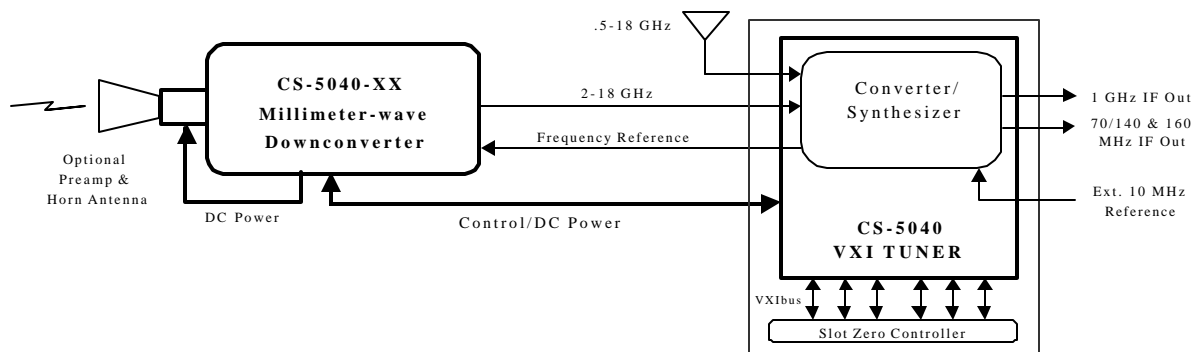 .5-18 GHz
CS-5040-XX
Millimeter-wave
Downconverter
2-18 GHz
Frequency Reference
Converter/
Synthesizer
1 GHz IF Out
70/140 & 160
MHz IF Out
Optional
Preamp &
Horn Antenna
DC Power
Control/DC Power
Ext. 10 MHz
Reference
CS-5040
VXI TUNER
VXIbus
Slot Zero Controller